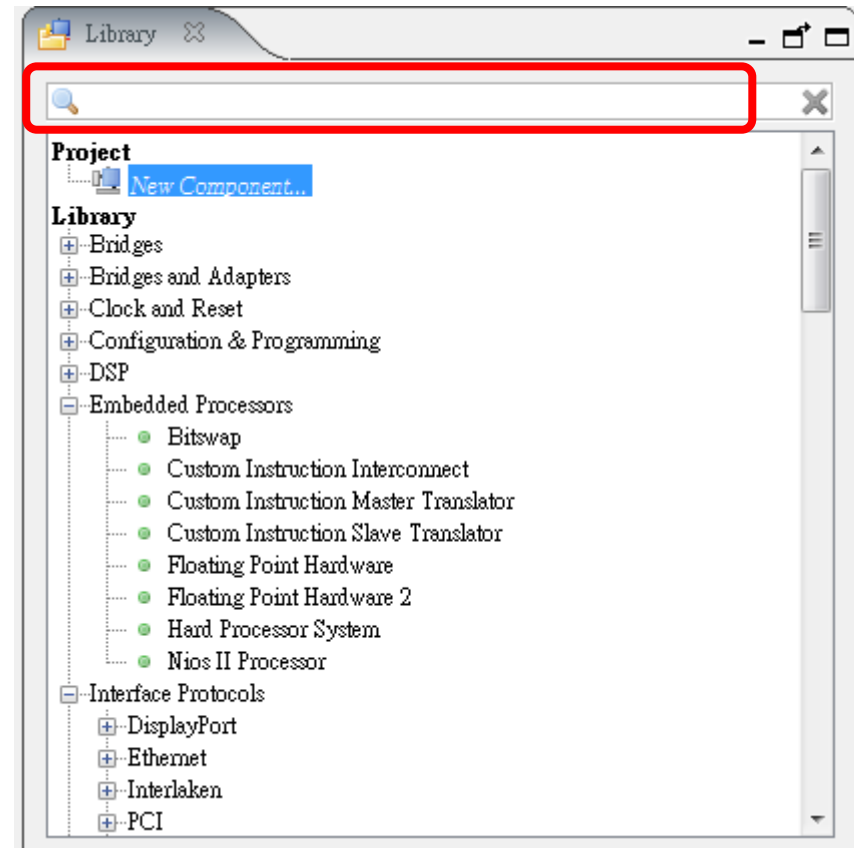 Library
Project
New Component...
Library
Bridges
Bridges and Adapters
Clock and Reset
Configuration & Programming
DSP
Embedded Processors
Bitswap
Custom Instruction Interconnect
Custom Instruction Master Translator
Custom Instruction Slave Translator
Floating Point Hardware
Floating Point Hardware 2
Hard Processor System
Nios II Processor
Interface Protocols
DisplayPort
Ethernet
Interlaken
PCI